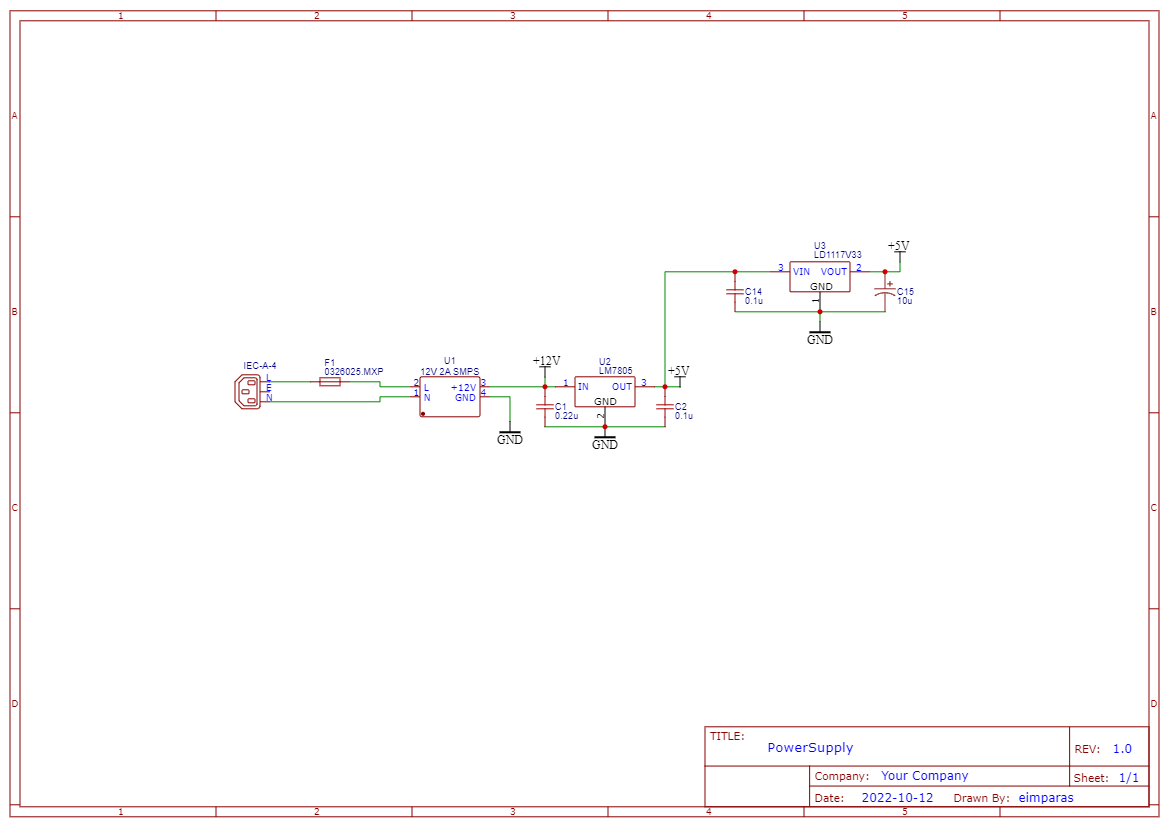 1 2 3 4 5
A A
B B
C C
D D
+5V
U3
LD1117V33
3 VIN VOUT 2
GND
1
C14
0.1u
+
C15
10u
GND
IEC-A-4
L
E
N
F1
0326025.MXP
U1
12V 2A SMPS
2 L +12V 3
1 N GND 4
GND
+12V
U2
LM7805
1 IN OUT 3
GND
2
+5V
C1
0.22u
C2
0.1u
GND
TITLE:
PowerSupply
REV: 1.0
Company: Your Company
Sheet: 1/1
Date: 2022-10-12 Drawn By: eimparas
1 2 3 4 5